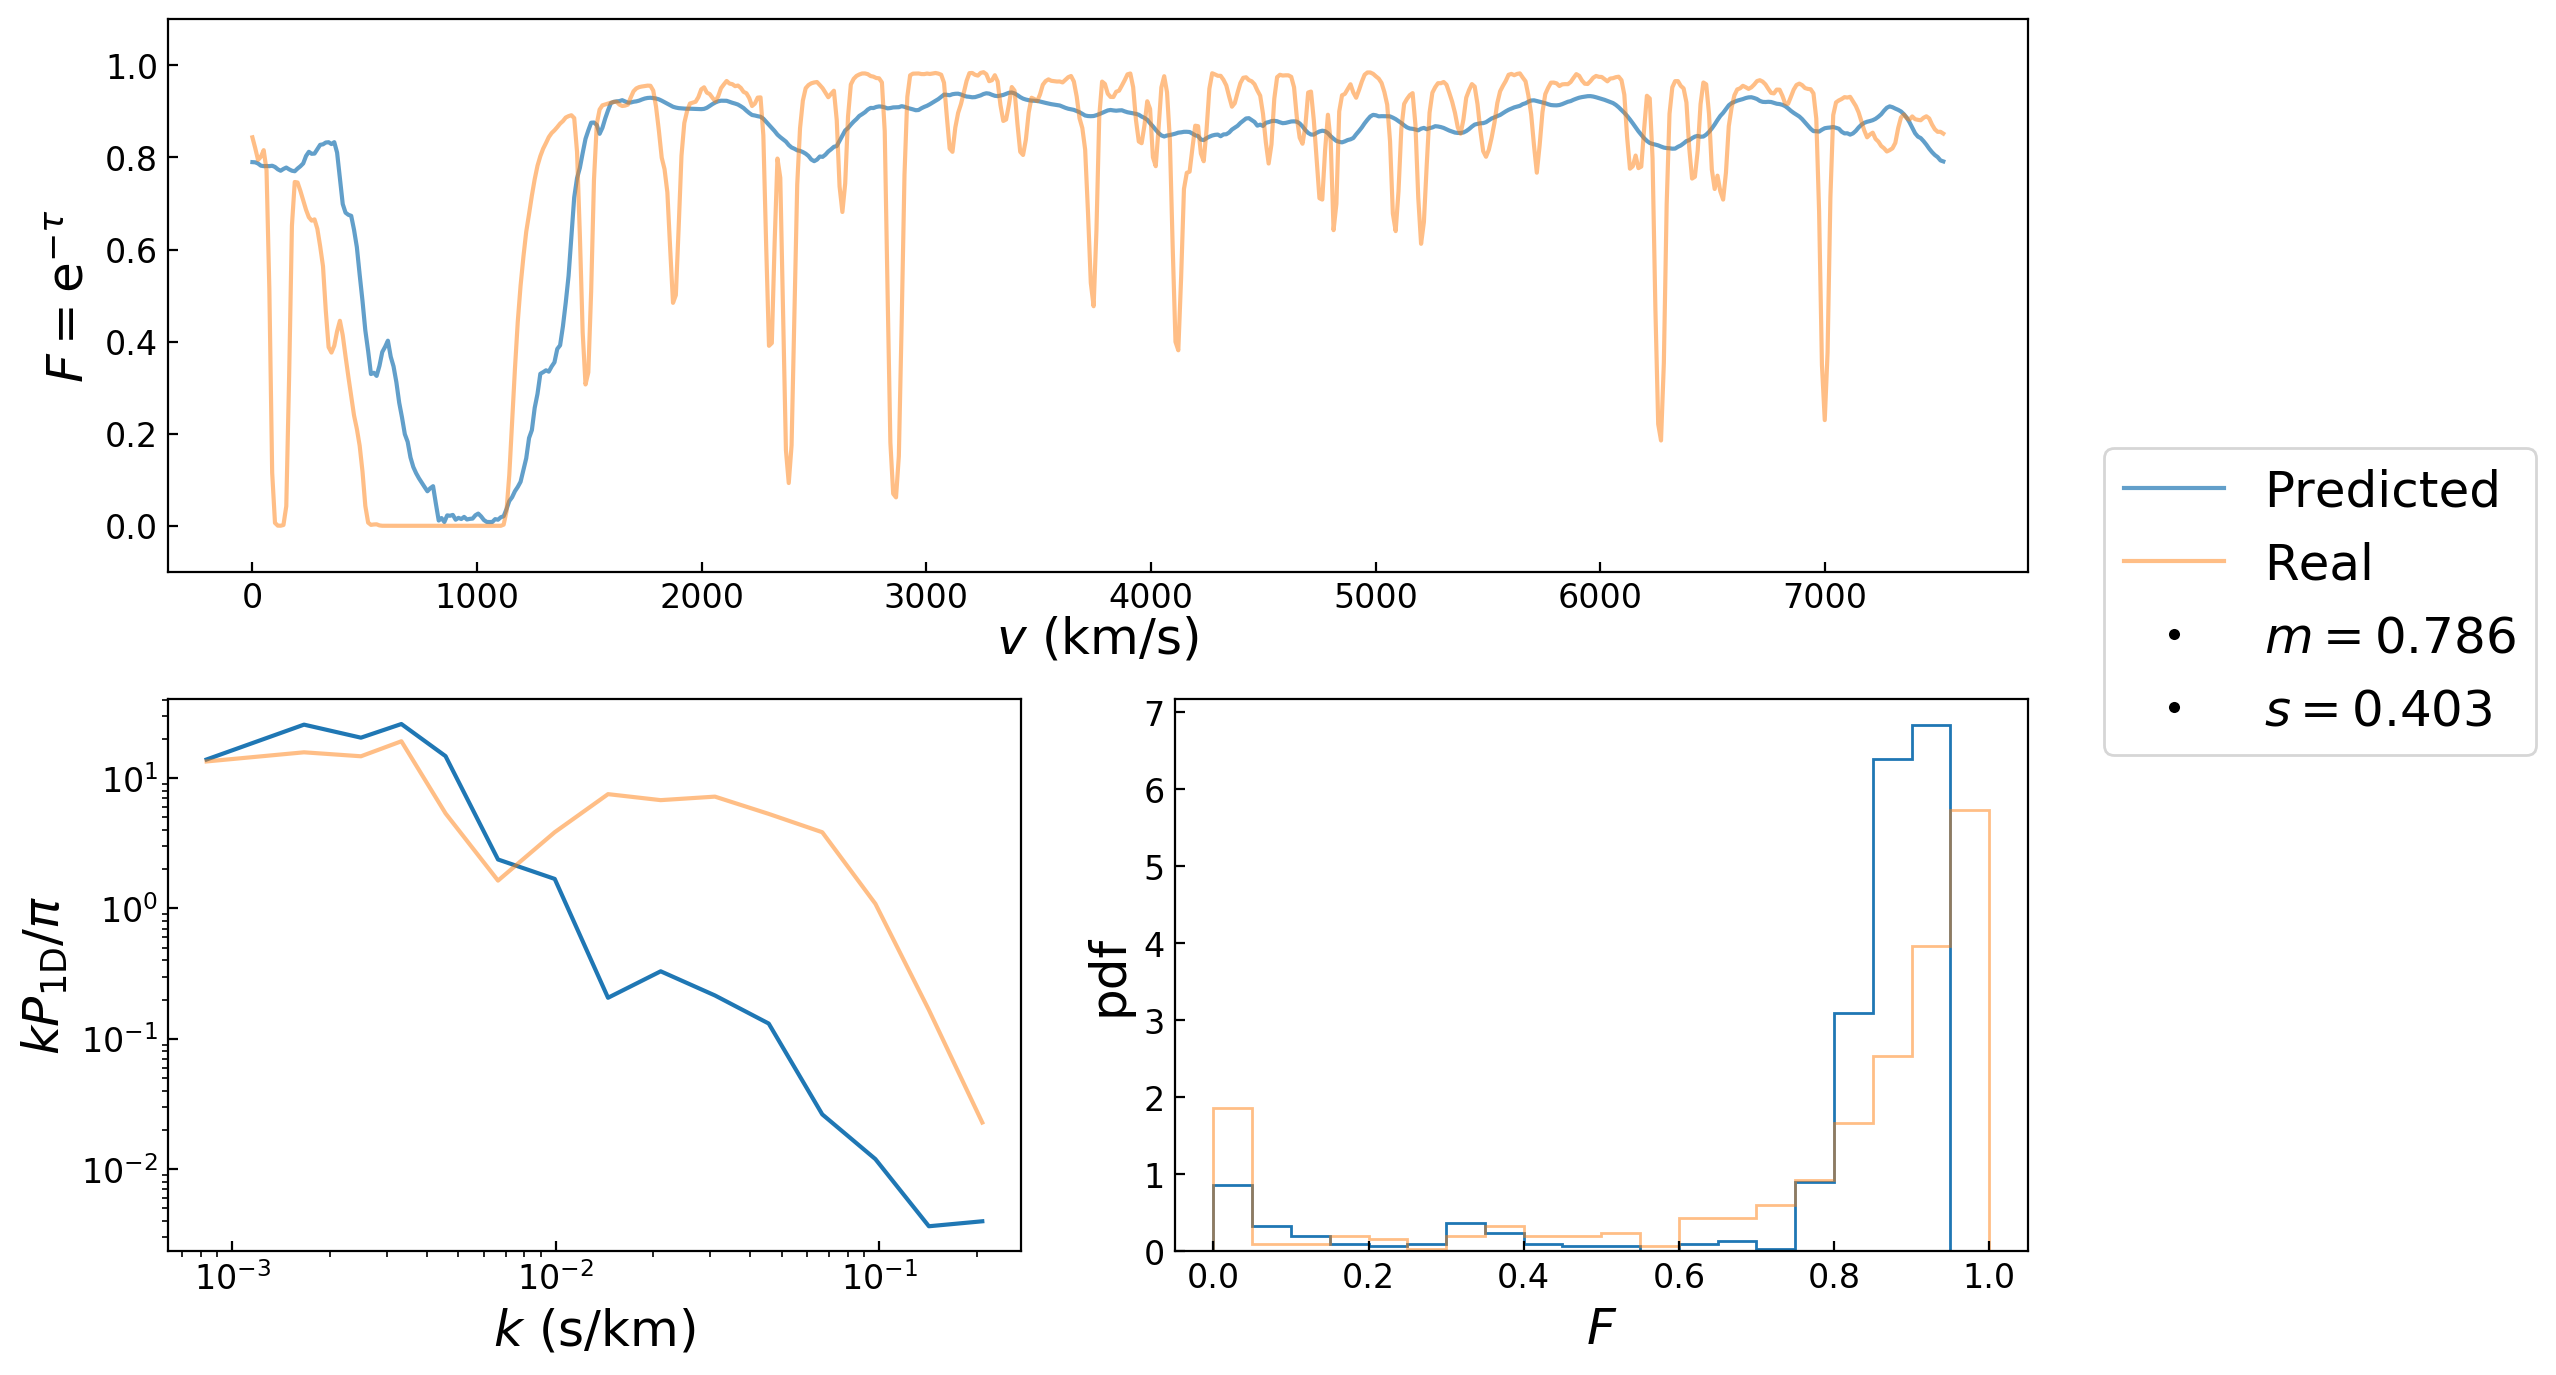 1.0
0.8
0.6
0.4
0.2
0.0
F = e^{−τ}
0 1000 2000 3000 4000 5000 6000 7000
v (km/s)
Predicted
Real
m = 0.786
s = 0.403
10^1
10^0
10^{−1}
10^{−2}
kP_{1D}/π
10^{−3} 10^{−2} 10^{−1}
k (s/km)
7
6
5
4
3
2
1
0
pdf
0.0 0.2 0.4 0.6 0.8 1.0
F